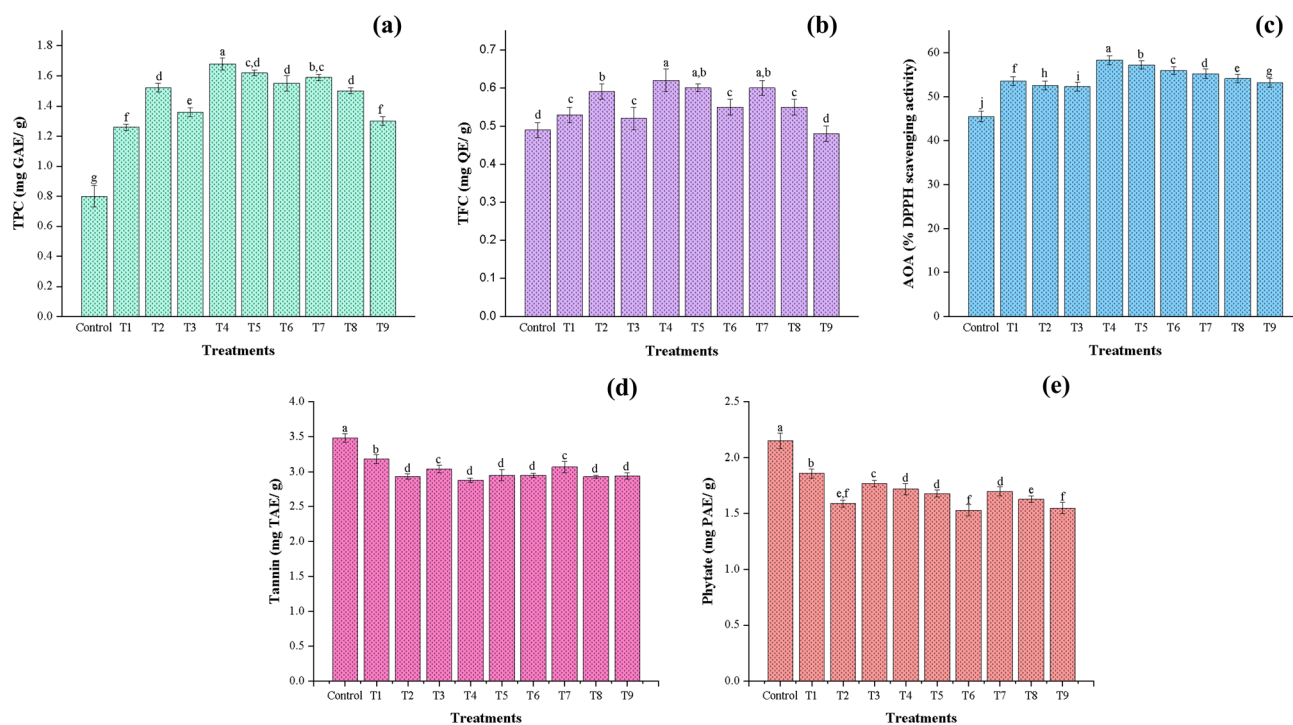 (a)
TPC (mg GAE/ g)
1.8
1.6
1.4
1.2
1.0
0.8
0.6
0.4
0.2
0.0
g
f
d
e
a
c,d
d
b,c
d
f
Control T1 T2 T3 T4 T5 T6 T7 T8 T9
Treatments
(b)
TFC (mg QE/ g)
0.7
0.6
0.5
0.4
0.3
0.2
0.1
0.0
d
c
b
c
a
a,b
c
a,b
c
d
Control T1 T2 T3 T4 T5 T6 T7 T8 T9
Treatments
(c)
AOA (% DPPH scavenging activity)
60
50
40
30
20
10
0
j
f
h
i
a
b
c
d
e
g
Control T1 T2 T3 T4 T5 T6 T7 T8 T9
Treatments
(d)
Tannin (mg TAE/ g)
4.0
3.5
3.0
2.5
2.0
1.5
1.0
0.5
0.0
a
b
d
c
d
d
d
c
d
d
Control T1 T2 T3 T4 T5 T6 T7 T8 T9
Treatments
(e)
Phytate (mg PAE/ g)
2.5
2.0
1.5
1.0
0.5
0.0
a
b
e,f
c
d
d
f
d
e
f
Control T1 T2 T3 T4 T5 T6 T7 T8 T9
Treatments